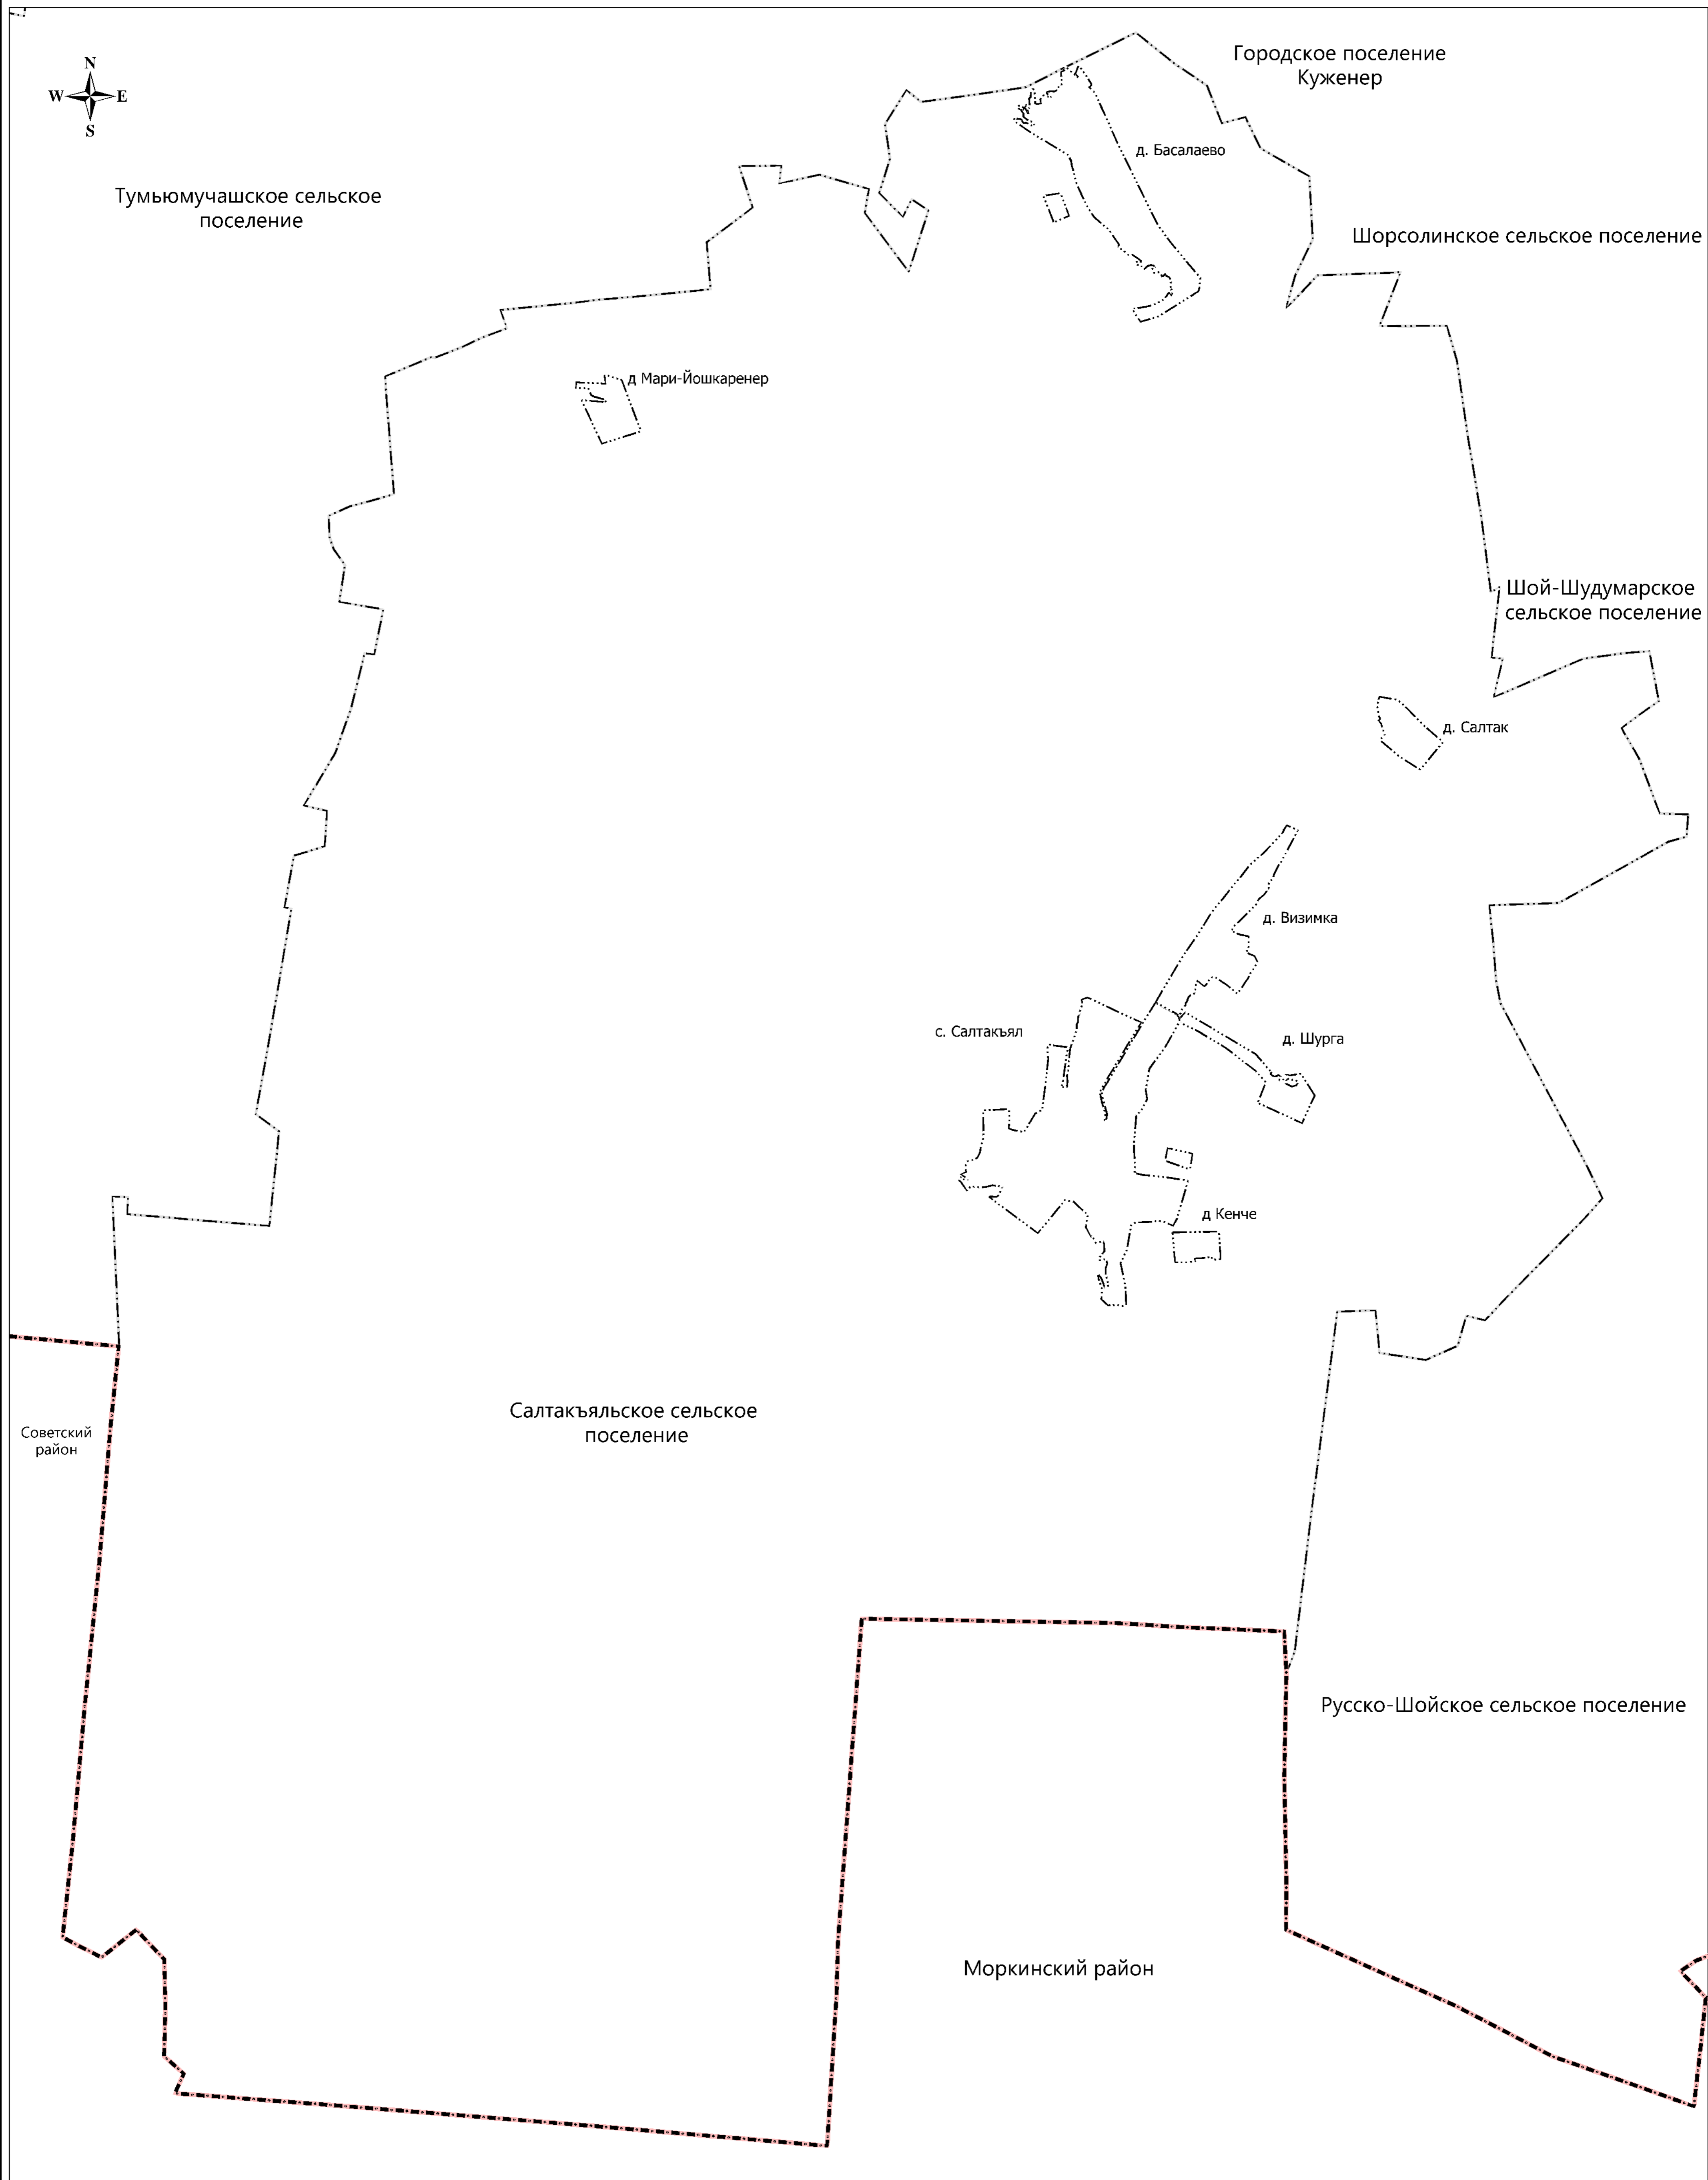 Городское поселение
Куженер
N
W E
S
д. Басалаево
Тумьюмучашское сельское
поселение
Шорсолинское сельское поселение
д Мари-Йошкаренер
Шой-Шудумарское
сельское поселение
д. Салтак
д. Визимка
с. Салтакъял
д. Шурга
д Кенче
Салтакъяльское сельское
поселение
Советский
район
Русско-Шойское сельское поселение
Моркинский район